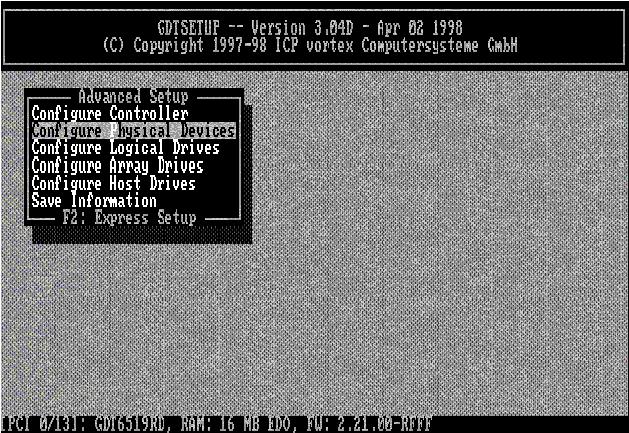 GDTSETUP -- Version 3.04D - Apr 02 1998
(C) Copyright 1997-98 ICP vortex Computersysteme GmbH
Advanced Setup
Configure Controller
Configure Physical Devices
Configure Logical Drives
Configure Array Drives
Configure Host Drives
Save Information
F2: Express Setup
[PCI 0/13]: GDT6519RD, RAM: 16 MB EDO, FW: 2.21.00-RFFF